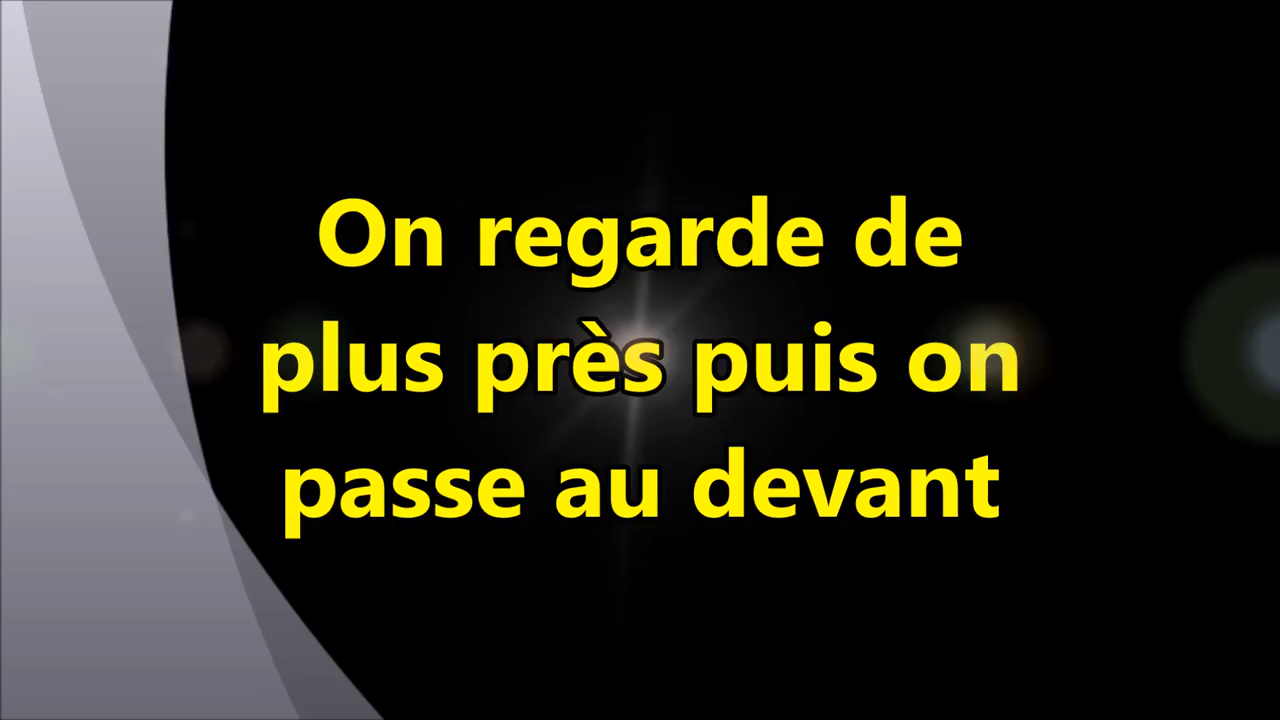 On regarde de
plus près puis on
passe au devant